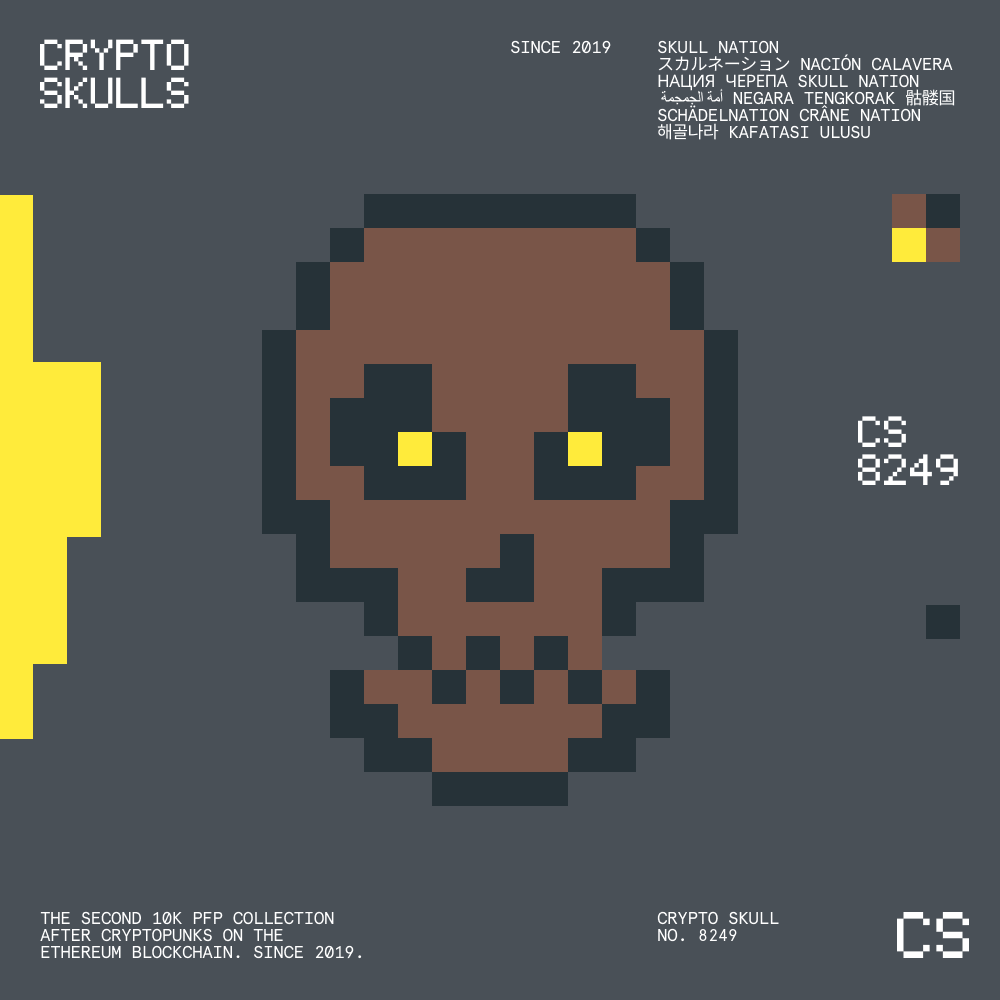 CRYPTO
SKULLS
SINCE 2019
SKULL NATION
スカルネーション NACIÓN CALAVERA
НАЦИЯ ЧЕРЕПА SKULL NATION
أمة الجمجمة NEGARA TENGKORAK 骷髅国
SCHÄDELNATION CRÂNE NATION
해골나라 KAFATASI ULUSU
CS
8249
THE SECOND 10K PFP COLLECTION
AFTER CRYPTOPUNKS ON THE
ETHEREUM BLOCKCHAIN. SINCE 2019.
CRYPTO SKULL
NO. 8249
CS